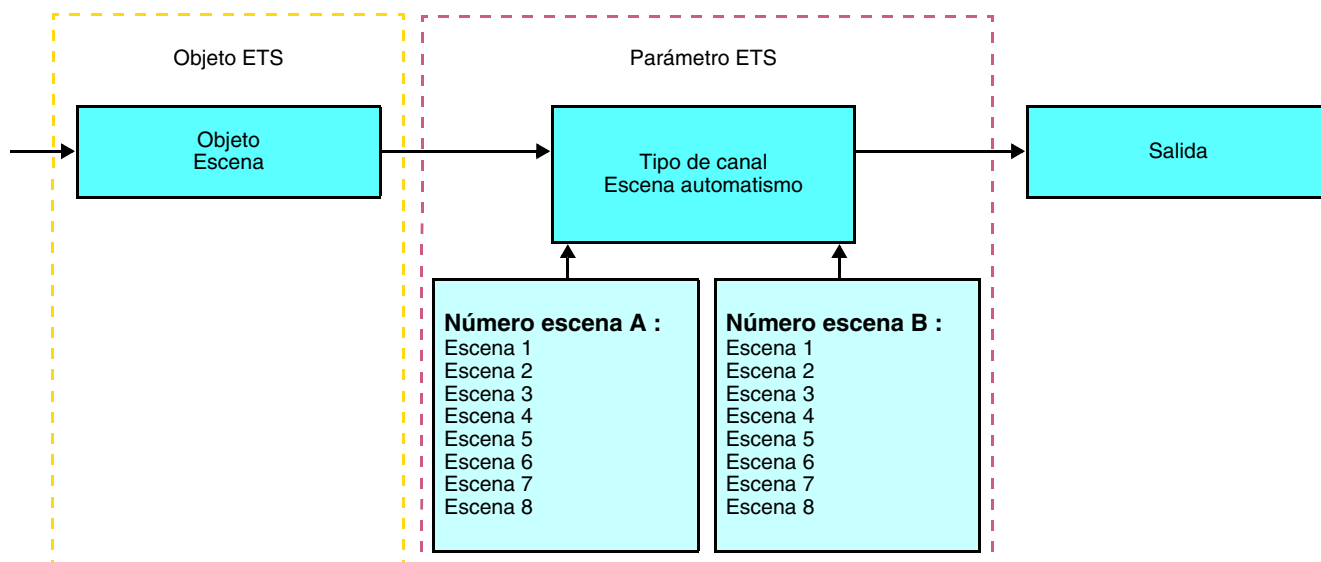 Objeto ETS
Parámetro ETS
Objeto
Escena
Tipo de canal
Escena automatismo
Salida
Número escena A :
Escena 1
Escena 2
Escena 3
Escena 4
Escena 5
Escena 6
Escena 7
Escena 8
Número escena B :
Escena 1
Escena 2
Escena 3
Escena 4
Escena 5
Escena 6
Escena 7
Escena 8